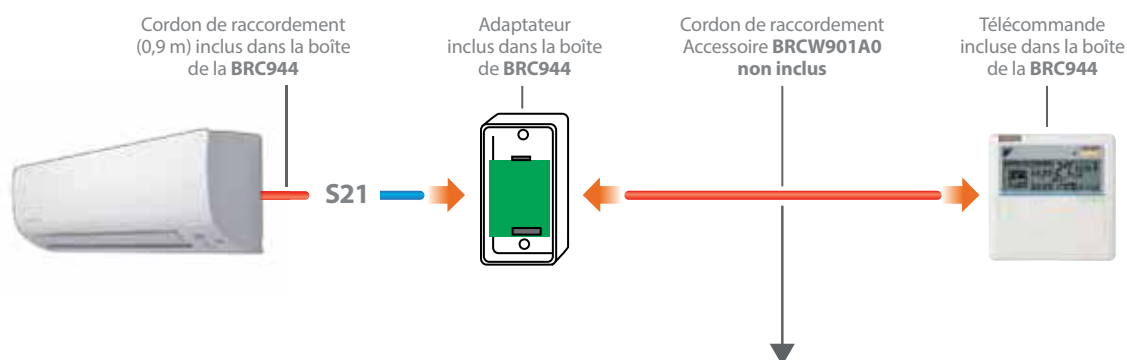 Cordon de raccordement
(0,9 m) inclus dans la boîte
de la BRC944
Adaptateur
inclus dans la boîte
de BRC944
Cordon de raccordement
Accessoire BRCW901A0
non inclus
Télécommande
incluse dans la boîte
de la BRC944
S21